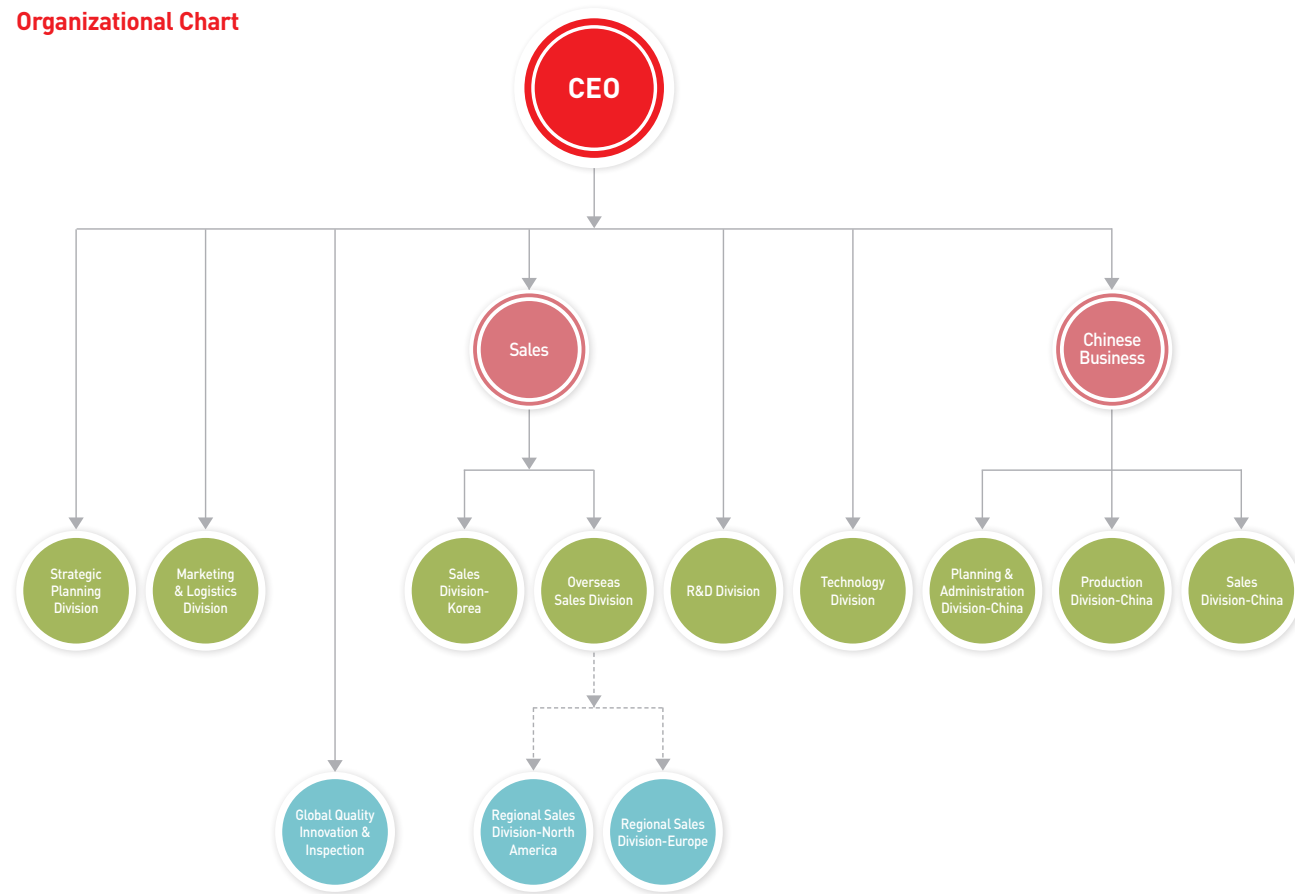 Organizational Chart
CEO
Sales
Chinese
Business
Strategic
Planning
Division
Marketing
& Logistics
Division
Sales
Division-
Korea
Overseas
Sales Division
R&D Division
Technology
Division
Planning &
Administration
Division-China
Production
Division-China
Sales
Division-China
Global Quality
Innovation &
Inspection
Regional Sales
Division-North
America
Regional Sales
Division-Europe